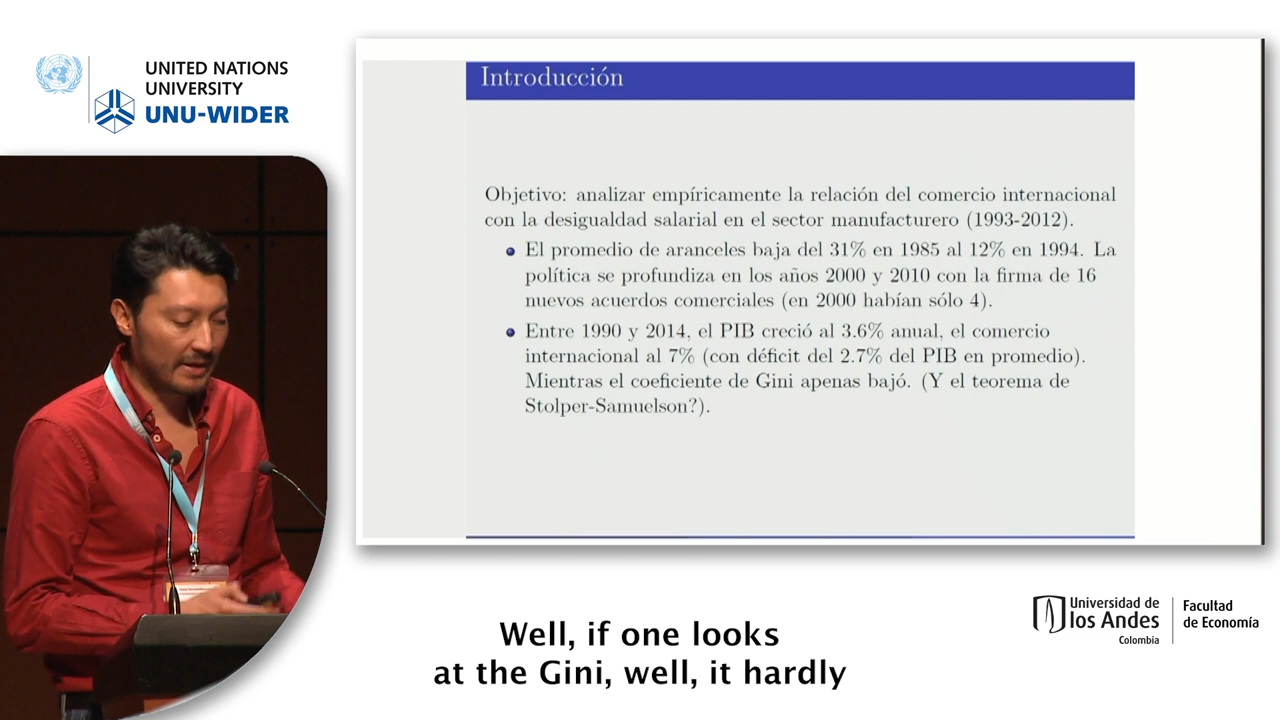 UNITED NATIONS
UNIVERSITY
UNU-WIDER
Introducción
Objetivo: analizar empíricamente la relación del comercio internacional
con la desigualdad salarial en el sector manufacturero (1993-2012).
El promedio de aranceles baja del 31% en 1985 al 12% en 1994. La
política se profundiza en los años 2000 y 2010 con la firma de 16
nuevos acuerdos comerciales (en 2000 habían sólo 4).
Entre 1990 y 2014, el PIB creció al 3.6% anual, el comercio
internacional al 7% (con déficit del 2.7% del PIB en promedio).
Mientras el coeficiente de Gini apenas bajó. (Y el teorema de
Stolper-Samuelson?).
Universidad de
los Andes
Colombia
Facultad
de Economía
Well, if one looks
at the Gini, well, it hardly